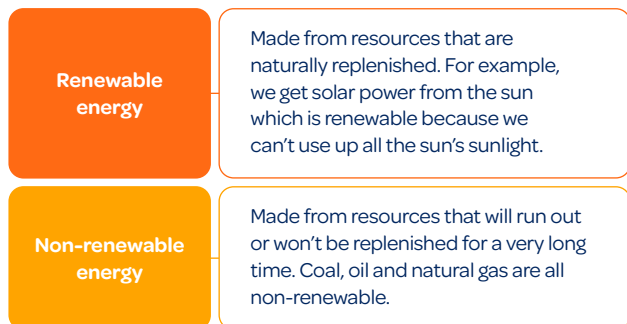 Renewable
energy
Made from resources that are
naturally replenished. For example,
we get solar power from the sun
which is renewable because we
can’t use up all the sun’s sunlight.
Non-renewable
energy
Made from resources that will run out
or won’t be replenished for a very long
time. Coal, oil and natural gas are all
non-renewable.